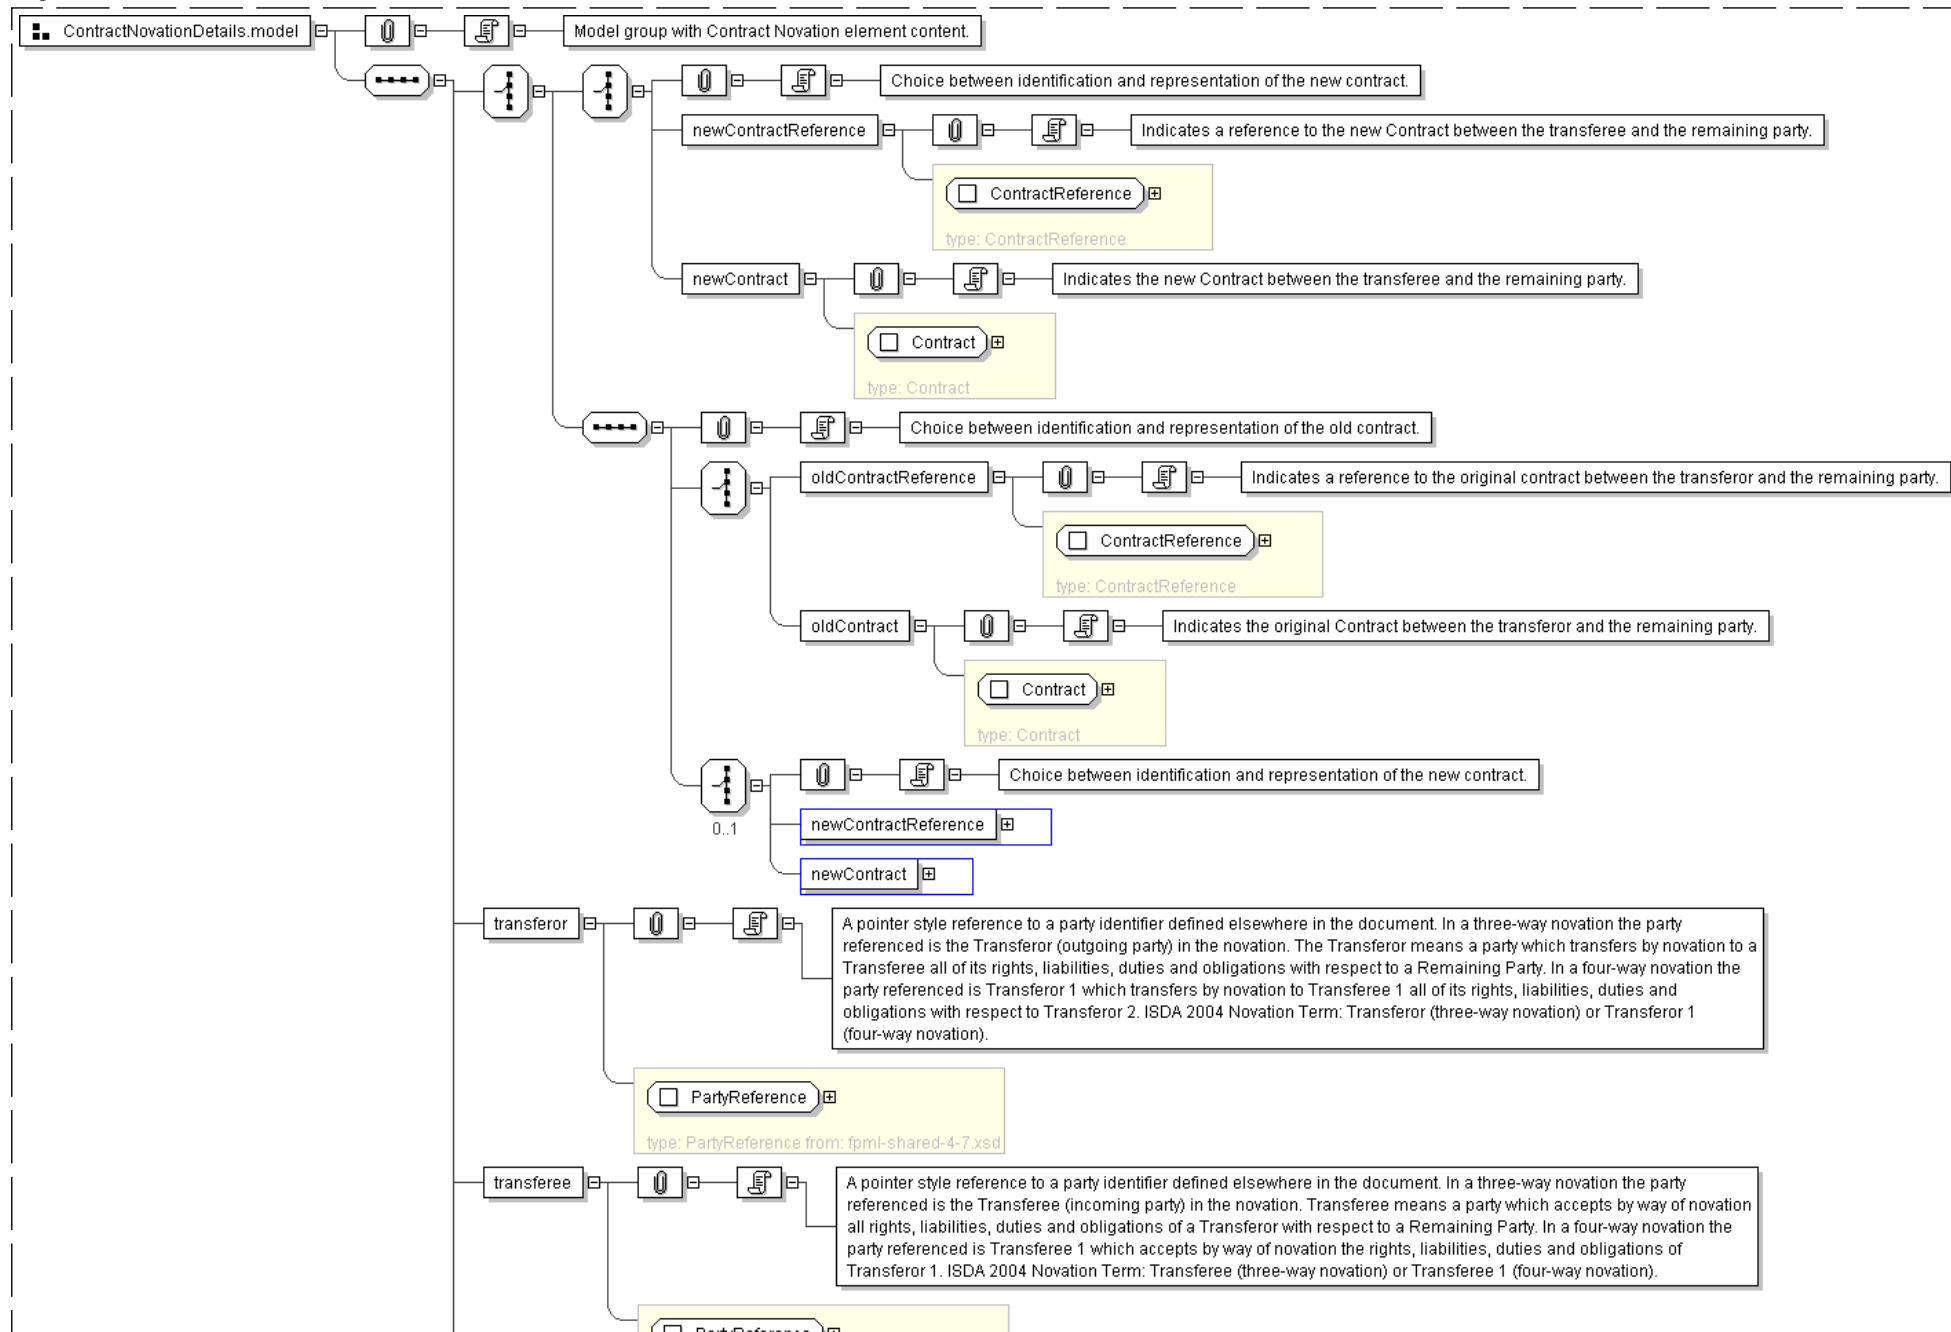 ContractNovationDetails.model
Model group with Contract Novation element content.
Choice between identification and representation of the new contract.
newContractReference
Indicates a reference to the new Contract between the transferee and the remaining party.
ContractReference
type: ContractReference
newContract
Indicates the new Contract between the transferee and the remaining party.
Contract
type: Contract
Choice between identification and representation of the old contract.
oldContractReference
Indicates a reference to the original contract between the transferor and the remaining party.
ContractReference
type: ContractReference
oldContract
Indicates the original Contract between the transferor and the remaining party.
Contract
type: Contract
Choice between identification and representation of the new contract.
0..1
newContractReference
newContract
transferor
A pointer style reference to a party identifier defined elsewhere in the document. In a three-way novation the party
referenced is the Transferor (outgoing party) in the novation. The Transferor means a party which transfers by novation to a
Transferee all of its rights, liabilities, duties and obligations with respect to a Remaining Party. In a four-way novation the
party referenced is Transferor 1 which transfers by novation to Transferee 1 all of its rights, liabilities, duties and
obligations with respect to Transferor 2. ISDA 2004 Novation Term: Transferor (three-way novation) or Transferor 1
(four-way novation).
PartyReference
type: PartyReference from: fpml-shared-4-7.xsd
transferee
A pointer style reference to a party identifier defined elsewhere in the document. In a three-way novation the party
referenced is the Transferee (incoming party) in the novation. Transferee means a party which accepts by way of novation
all rights, liabilities, duties and obligations of a Transferor with respect to a Remaining Party. In a four-way novation the
party referenced is Transferee 1 which accepts by way of novation the rights, liabilities, duties and obligations of
Transferor 1. ISDA 2004 Novation Term: Transferee (three-way novation) or Transferee 1 (four-way novation).
PartyReference